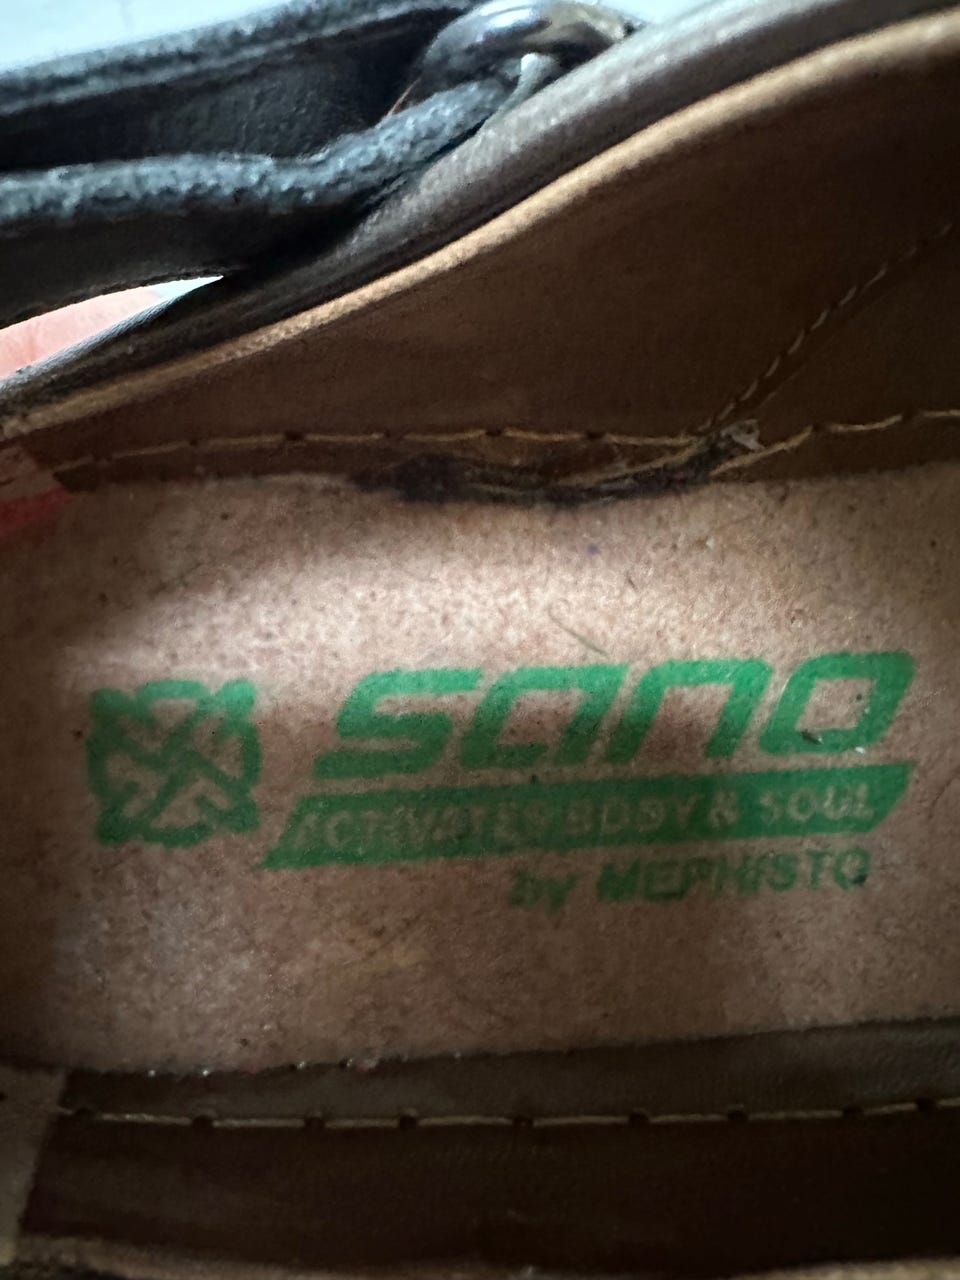 sano
ACTIVATES BODY & SOUL
by MEPHISTO